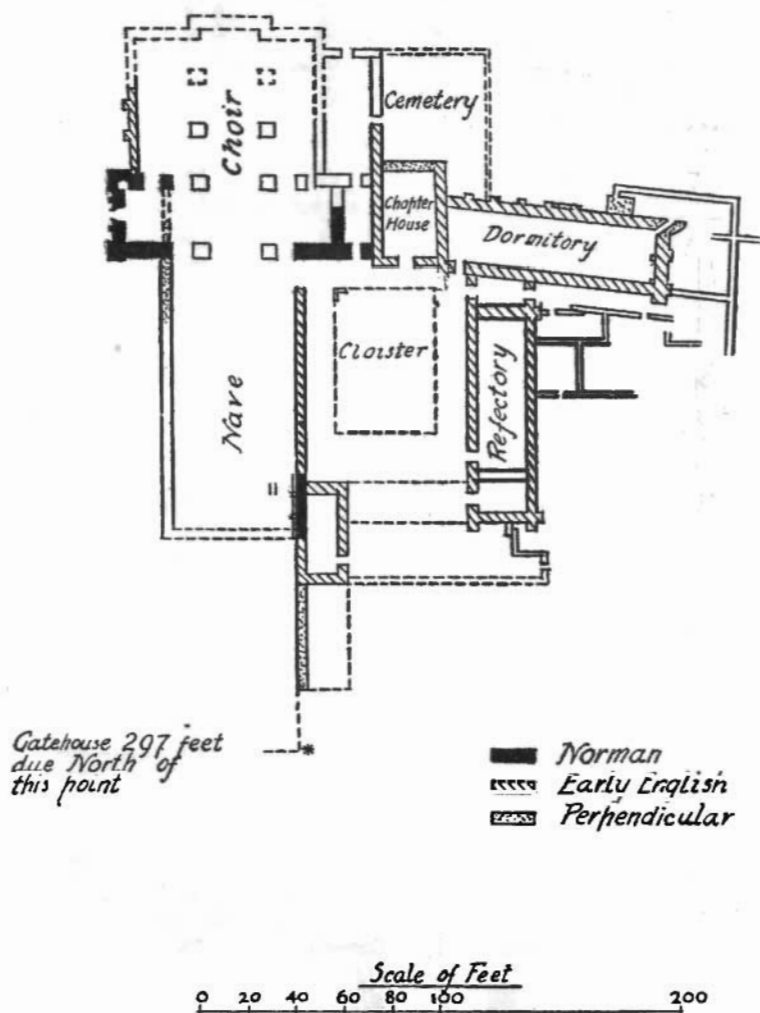 Choir
Cemetery
Chapter
House
Dormitory
Cloister
Refectory
Nave
Gatehouse 297 feet
due North of
this point
*
Norman
Early English
Perpendicular
Scale of Feet
0 20 40 60 80 100 200